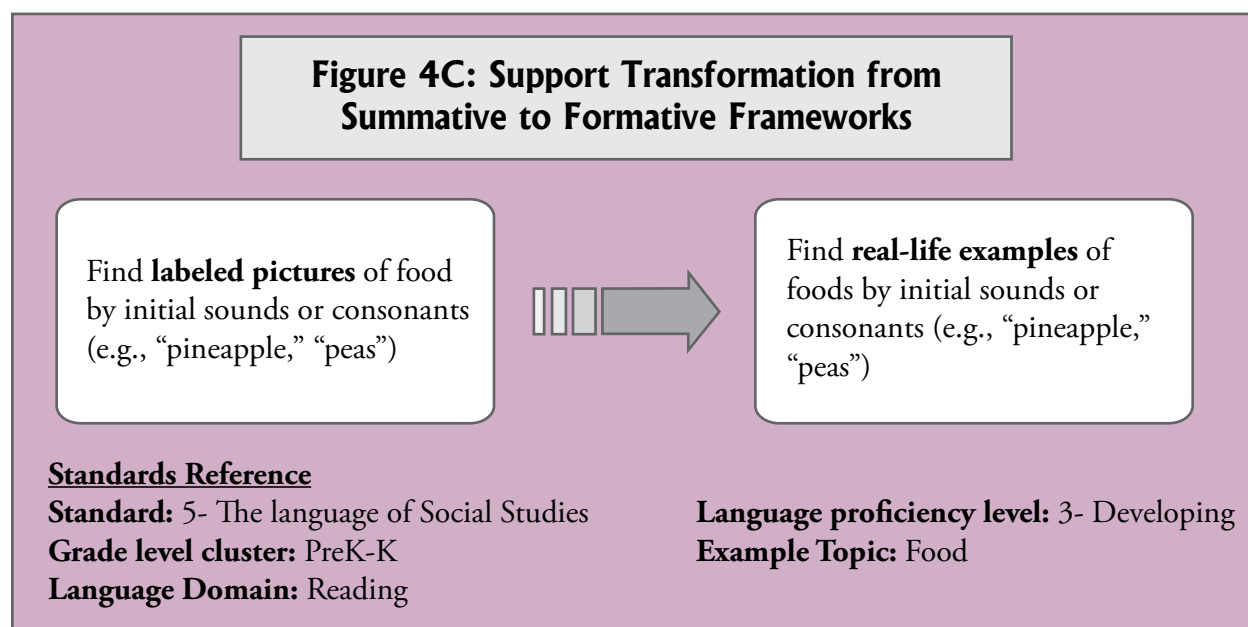 Figure 4C: Support Transformation from
Summative to Formative Frameworks
Find labeled pictures of food
by initial sounds or consonants
(e.g., “pineapple,” “peas”)
Find real-life examples of
foods by initial sounds or
consonants (e.g., “pineapple,”
“peas”)
Standards Reference
Standard: 5- The language of Social Studies
Grade level cluster: PreK-K
Language Domain: Reading
Language proficiency level: 3- Developing
Example Topic: Food